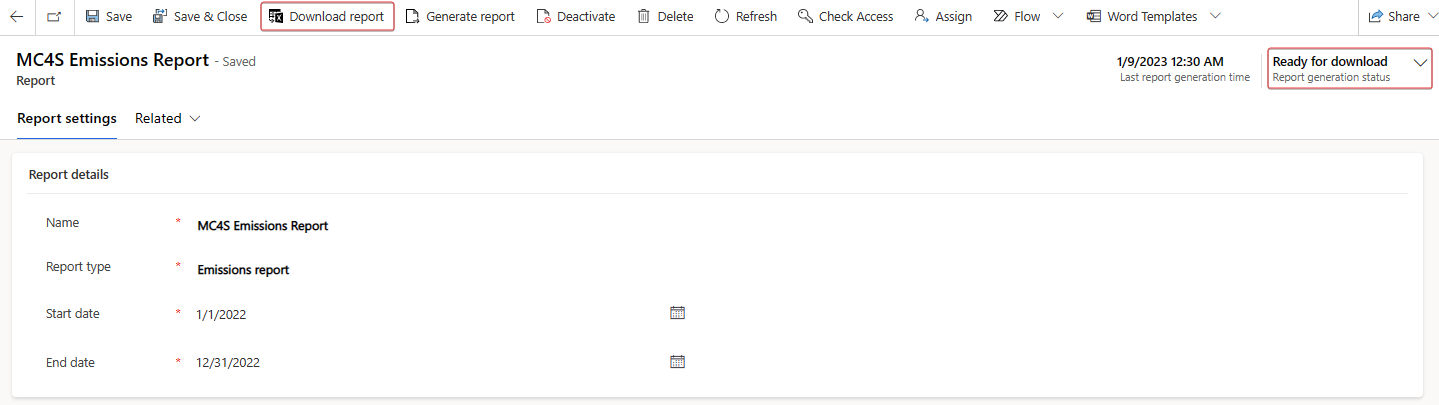 Save Save & Close Download report Generate report Deactivate Delete Refresh Check Access Assign Flow Word Templates Share
MC4S Emissions Report - Saved 1/9/2023 12:30 AM Ready for download
Report Last report generation time Report generation status
Report settings Related
Report details
Name * MC4S Emissions Report
Report type * Emissions report
Start date * 1/1/2022
End date * 12/31/2022